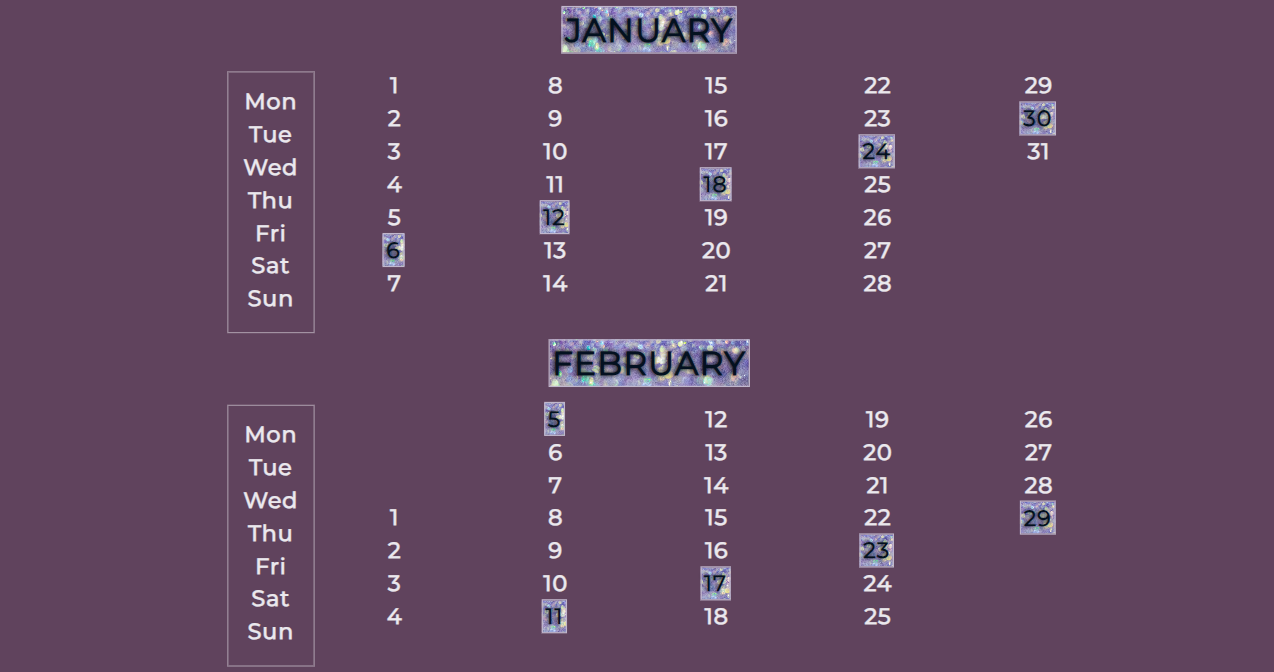 JANUARY
Mon 1 8 15 22 29
Tue 2 9 16 23 30
Wed 3 10 17 24 31
Thu 4 11 18 25
Fri 5 12 19 26
Sat 6 13 20 27
Sun 7 14 21 28
FEBRUARY
Mon 5 12 19 26
Tue 6 13 20 27
Wed 7 14 21 28
Thu 1 8 15 22 29
Fri 2 9 16 23
Sat 3 10 17 24
Sun 4 11 18 25